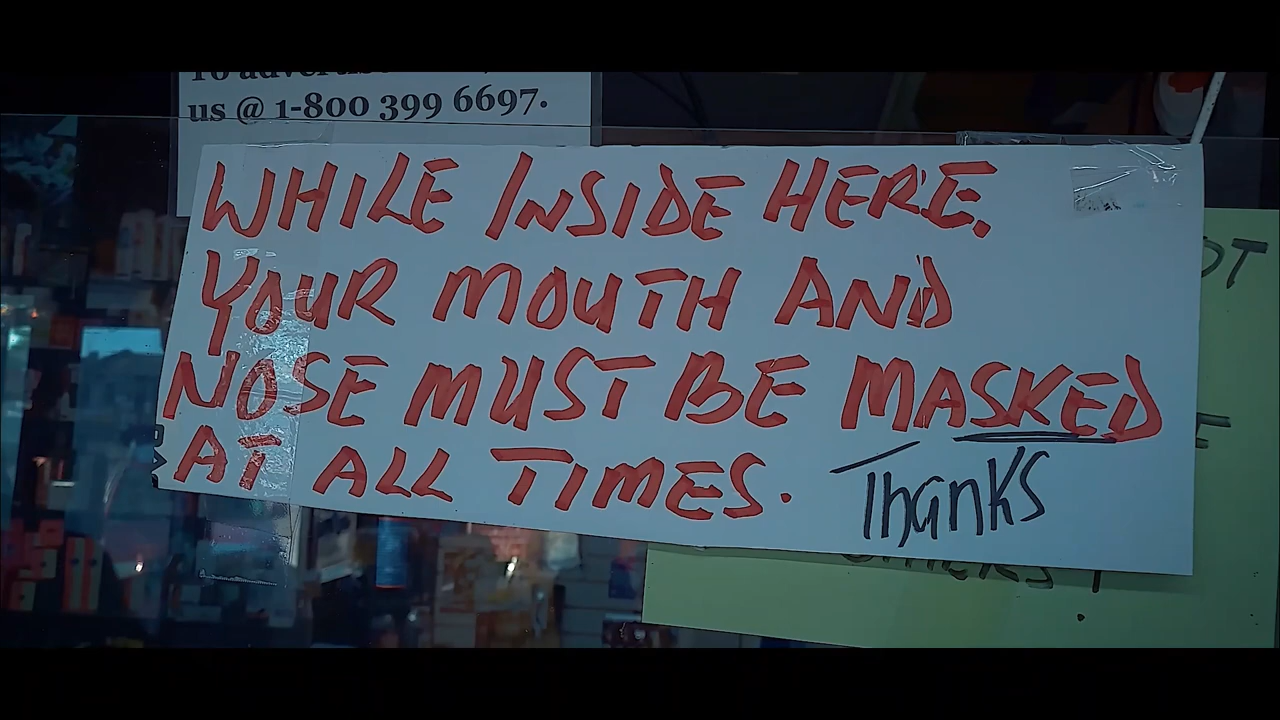 us @ 1-800 399 6697.
WHILE INSIDE HERE.
YOUR MOUTH AND
NOSE MUST BE MASKED
AT ALL TIMES. Thanks